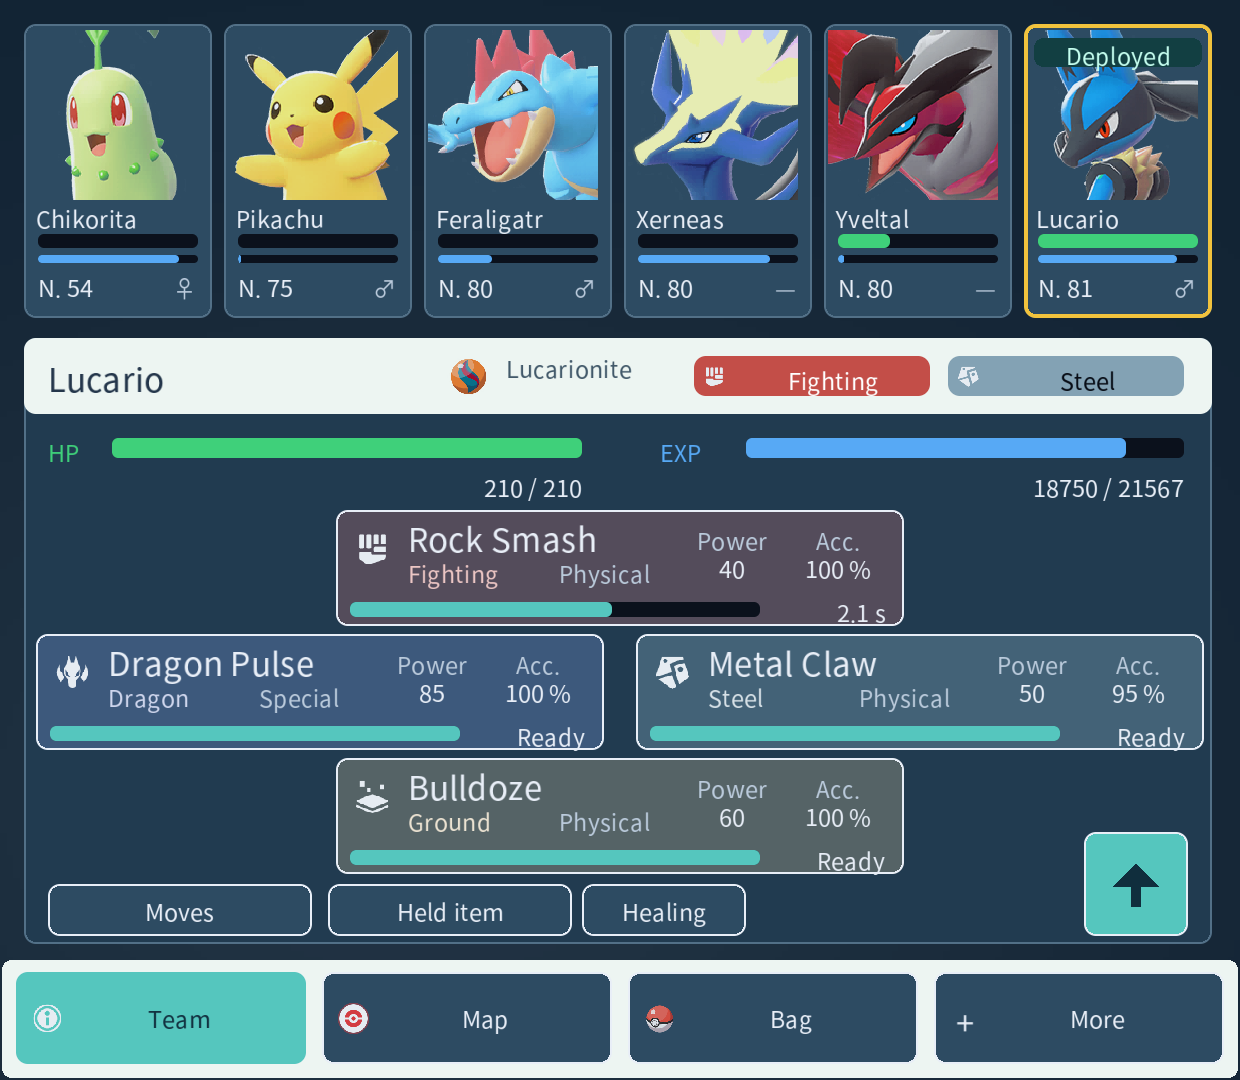 Deployed
Chikorita
Pikachu
Feraligatr
Xerneas
Yveltal
Lucario
N. 54 ♀
N. 75 ♂
N. 80 ♂
N. 80 —
N. 80 —
N. 81 ♂
Lucario
Lucarionite
Fighting
Steel
HP
210 / 210
EXP
18750 / 21567
Rock Smash
Fighting Physical
Power
40
Acc.
100 %
2.1 s
Dragon Pulse
Dragon Special
Power
85
Acc.
100 %
Ready
Metal Claw
Steel Physical
Power
50
Acc.
95 %
Ready
Bulldoze
Ground Physical
Power
60
Acc.
100 %
Ready
Moves
Held item
Healing
Team
Map
Bag
+ More